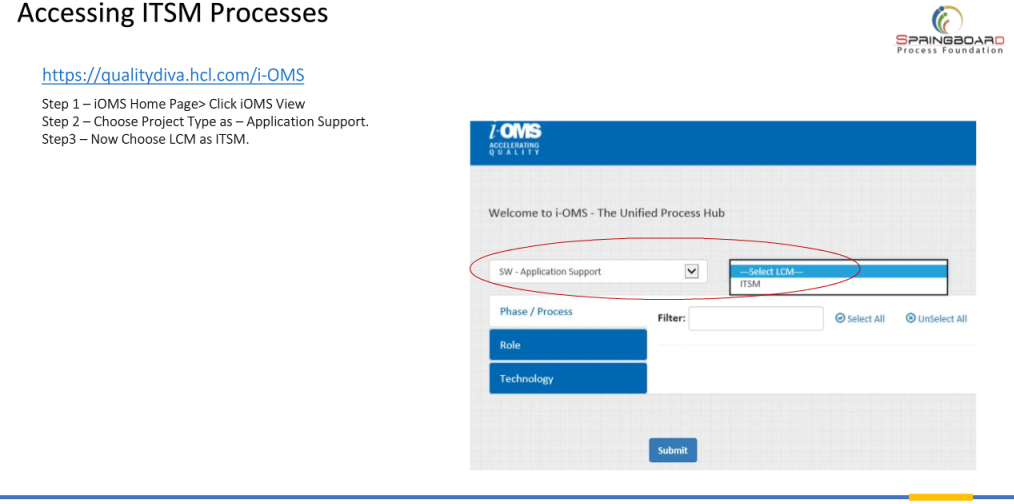 Accessing ITSM Processes
SPRINGBOARD
Process Foundation
https://qualitydiva.hcl.com/i-OMS
Step 1 – iOMS Home Page> Click iOMS View
Step 2 – Choose Project Type as – Application Support.
Step3 – Now Choose LCM as ITSM.
i-OMS
ACCELERATING
QUALITY
Welcome to i-OMS - The Unified Process Hub
SW - Application Support
---Select LCM---
ITSM
Phase / Process
Filter:
Select All
UnSelect All
Role
Technology
Submit